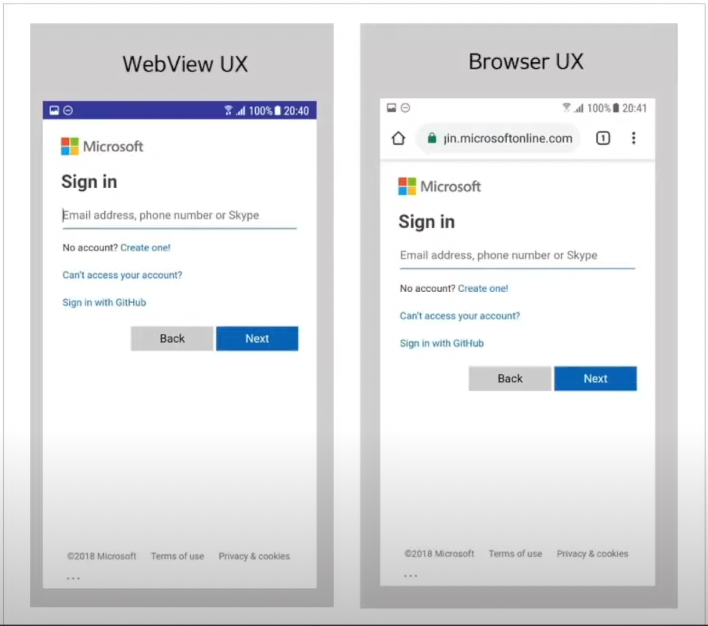 WebView UX
100% 20:40
Microsoft
Sign in
Email address, phone number or Skype
No account? Create one!
Can't access your account?
Sign in with GitHub
Back Next
©2018 Microsoft Terms of use Privacy & cookies
...
Browser UX
100% 20:41
gin.microsoftonline.com 1
Microsoft
Sign in
Email address, phone number or Skype
No account? Create one!
Can't access your account?
Sign in with GitHub
Back Next
©2018 Microsoft Terms of use Privacy & cookies
...